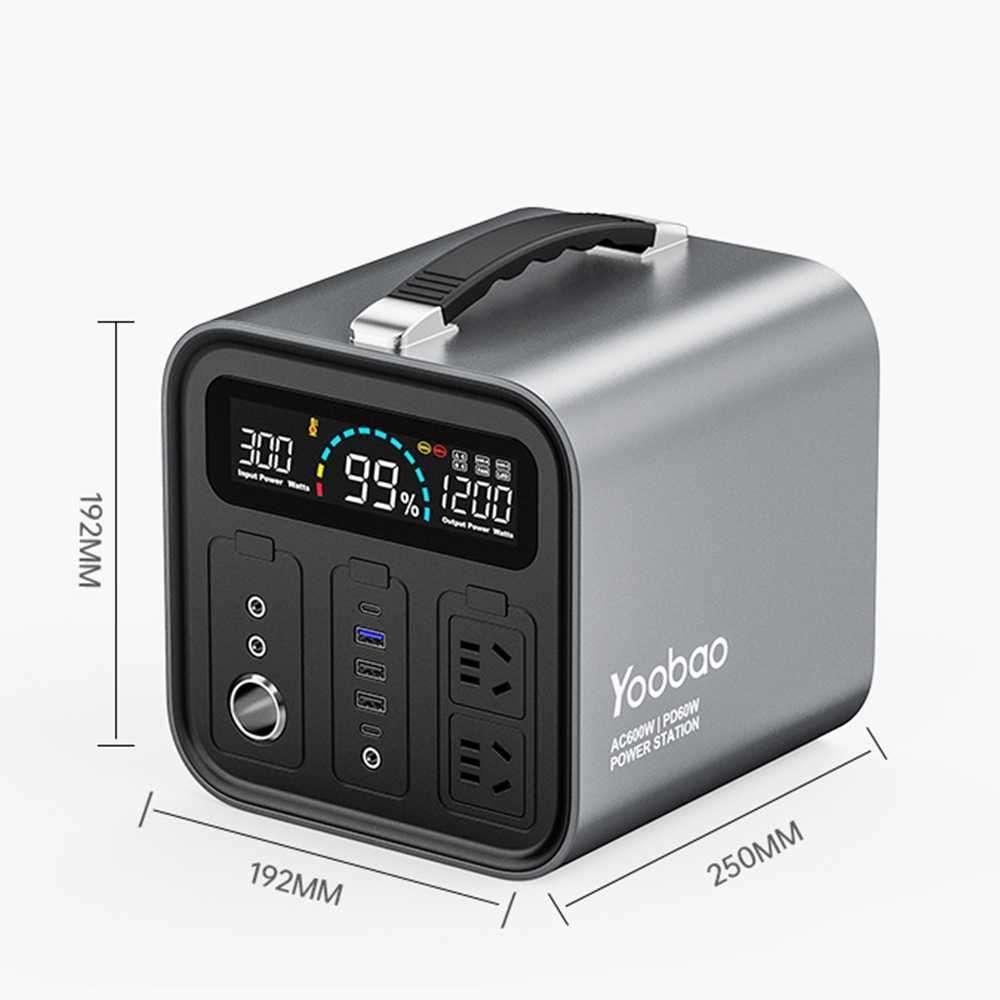 300
Input Power Watts
99%
1200
Output Power Watts
Yoobao
AC600W | PD60W
POWER STATION
192MM
192MM
250MM